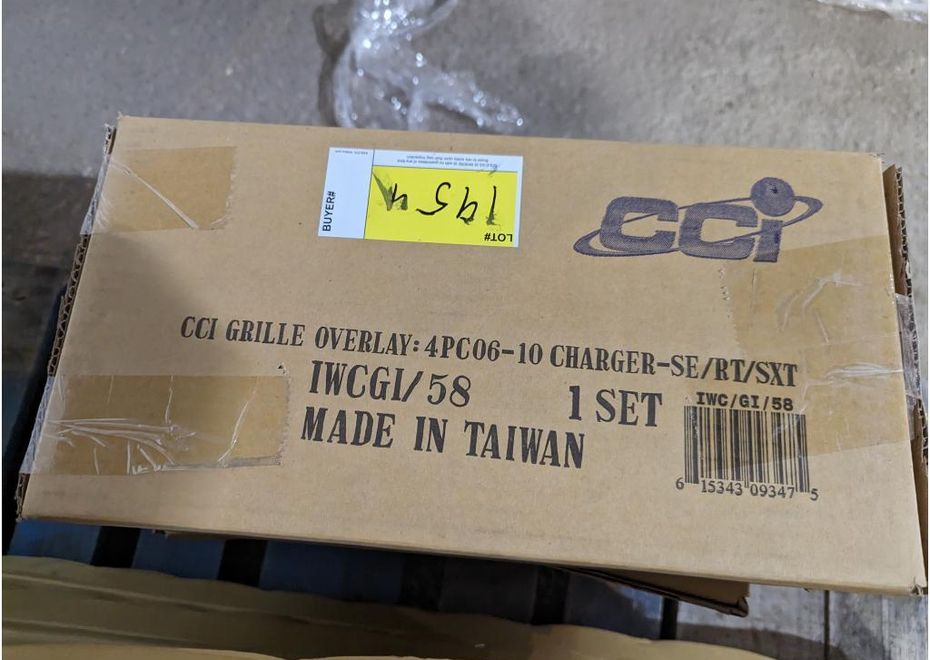 LOT#
1954
BUYER#
CCI
CCI GRILLE OVERLAY: 4PC06-10 CHARGER-SE/RT/SXT
IWCGI/58 1 SET
MADE IN TAIWAN
IWC/GI/58
6 15343 09347 5